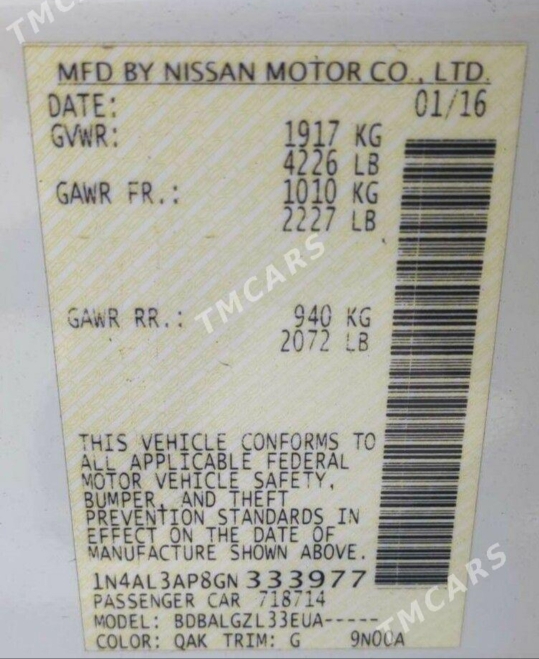 MFD BY NISSAN MOTOR CO., LTD.
DATE: 01/16
GVWR: 1917 KG
4226 LB
GAWR FR.: 1010 KG
2227 LB
GAWR RR.: 940 KG
2072 LB
THIS VEHICLE CONFORMS TO
ALL APPLICABLE FEDERAL
MOTOR VEHICLE SAFETY,
BUMPER, AND THEFT
PREVENTION STANDARDS IN
EFFECT ON THE DATE OF
MANUFACTURE SHOWN ABOVE.
1N4AL3AP8GN333977
PASSENGER CAR 718714
MODEL: BDBALGZL33EUA-----
COLOR: QAK TRIM: G 9N00A
TMCARS
TMCARS
TMCARS